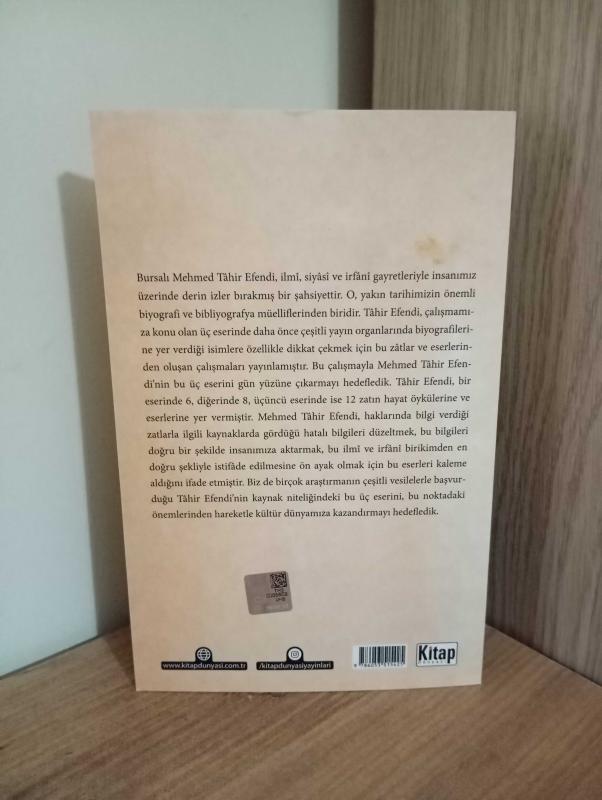 Bursalı Mehmed Tâhir Efendi, ilmî, siyâsî ve irfânî gayretleriyle insanımız
üzerinde derin izler bırakmış bir şahsiyettir. O, yakın tarihimizin önemli
biyografi ve bibliyografya müelliflerinden biridir. Tâhir Efendi, çalışmamı-
za konu olan üç eserinde daha önce çeşitli yayın organlarında biyografileri-
ne yer verdiği isimlere özellikle dikkat çekmek için bu zâtlar ve eserlerin-
den oluşan çalışmaları yayınlamıştır. Bu çalışmayla Mehmed Tâhir Efen-
di'nin bu üç eserini gün yüzüne çıkarmayı hedefledik. Tâhir Efendi, bir
eserinde 6, diğerinde 8, üçüncü eserinde ise 12 zatın hayat öykülerine ve
eserlerine yer vermiştir. Mehmed Tâhir Efendi, haklarında bilgi verdiği
zatlarla ilgili kaynaklarda gördüğü hatalı bilgileri düzeltmek, bu bilgileri
doğru bir şekilde insanımıza aktarmak, bu ilmî ve irfânî birikimden en
doğru şekliyle istifâde edilmesine ön ayak olmak için bu eserleri kaleme
aldığını ifade etmiştir. Biz de birçok araştırmanın çeşitli vesilelerle başvur-
duğu Tâhir Efendi'nin kaynak niteliğindeki bu üç eserini, bu noktadaki
önemlerinden hareketle kültür dünyamıza kazandırmayı hedefledik.
www.kitapdunyasi.com.tr
/kitapdunyasiyayinlari
Kitap